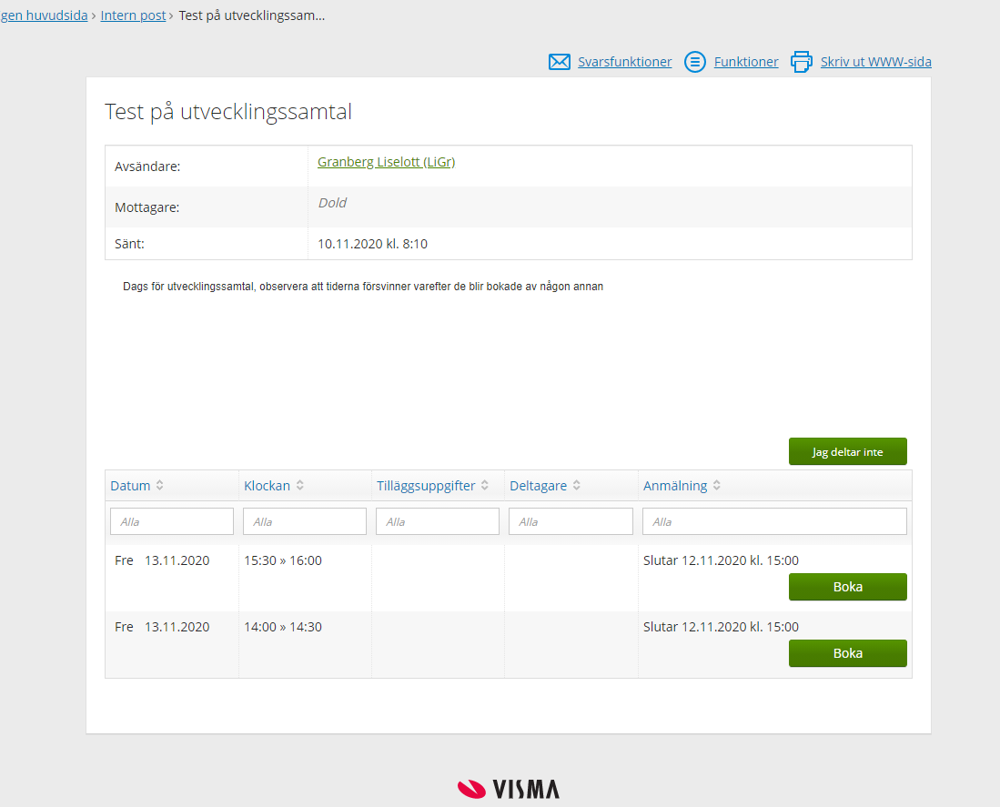 gen huvudsida › Intern post › Test på utvecklingssam...
Svarsfunktioner Funktioner Skriv ut WWW-sida
Test på utvecklingssamtal
Avsändare: Granberg Liselott (LiGr)
Mottagare: Dold
Sänt: 10.11.2020 kl. 8:10
Dags för utvecklingssamtal, observera att tiderna försvinner varefter de blir bokade av någon annan
Jag deltar inte
Datum Klockan Tilläggsuppgifter Deltagare Anmälning
Alla Alla Alla Alla Alla
Fre 13.11.2020 15:30 » 16:00 Slutar 12.11.2020 kl. 15:00
Boka
Fre 13.11.2020 14:00 » 14:30 Slutar 12.11.2020 kl. 15:00
Boka
VISMA